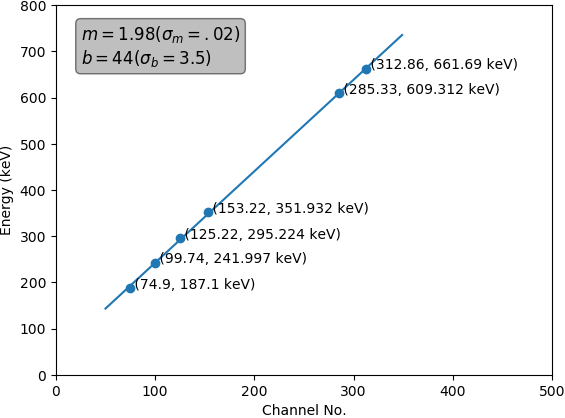 m = 1.98(σₘ = .02)
b = 44(σ_b = 3.5)
800
700
600
500
400
300
200
100
0
Energy (keV)
(312.86, 661.69 keV)
(285.33, 609.312 keV)
(153.22, 351.932 keV)
(125.22, 295.224 keV)
(99.74, 241.997 keV)
(74.9, 187.1 keV)
0 100 200 300 400 500
Channel No.